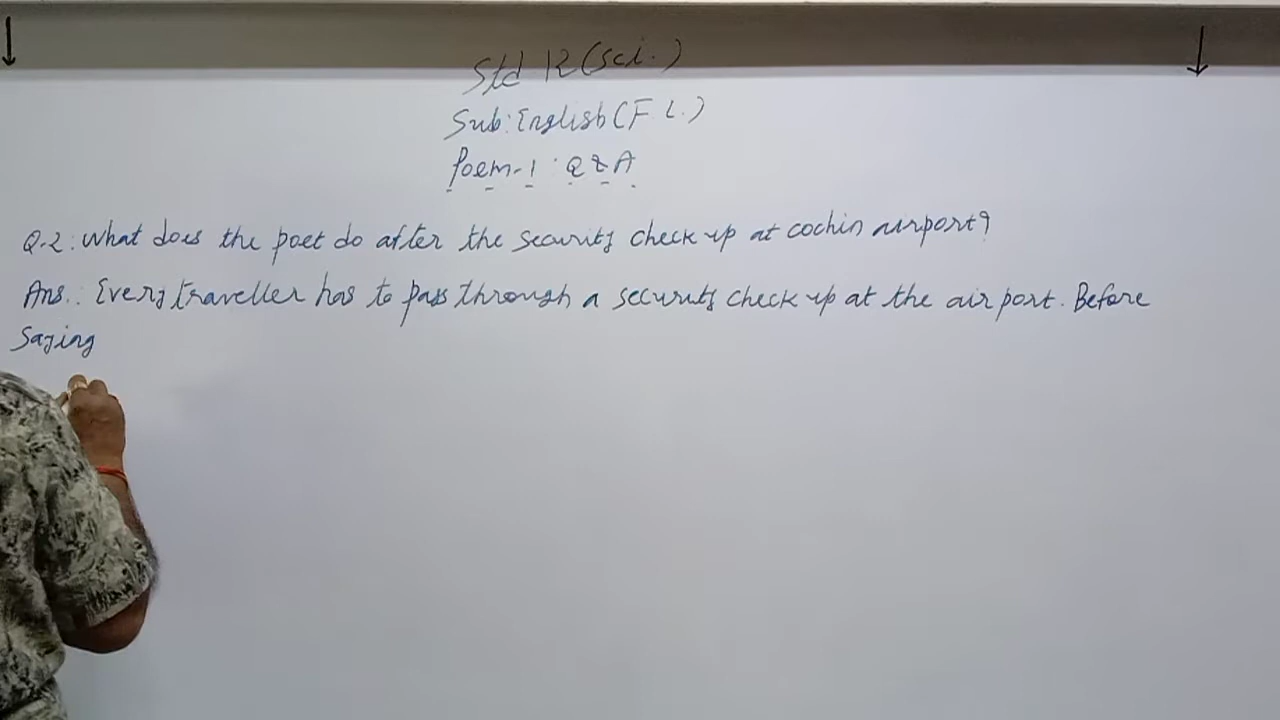 Std 12 (Sci.)
Sub: English (F L.)
Poem-1: Q & A
Q.2: What does the poet do after the security check up at cochin airport?
Ans.: Every traveller has to pass through a security check up at the air port. Before
Saying